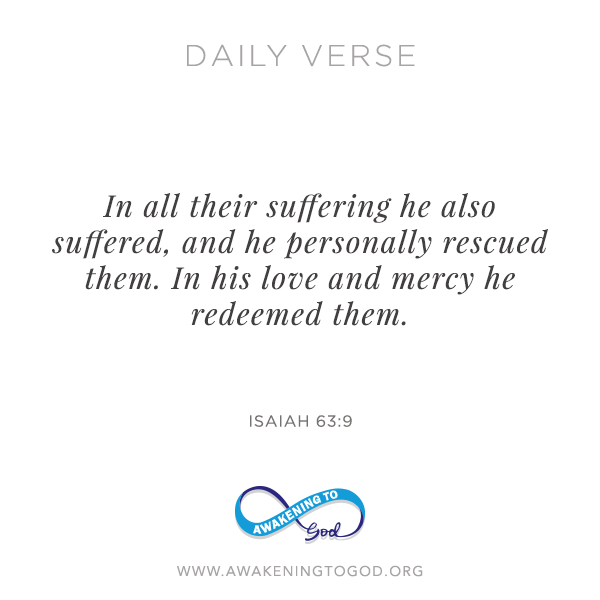 DAILY VERSE
In all their suffering he also
suffered, and he personally rescued
them. In his love and mercy he
redeemed them.
ISAIAH 63:9
AWAKENING TO
God
WWW.AWAKENINGTOGOD.ORG